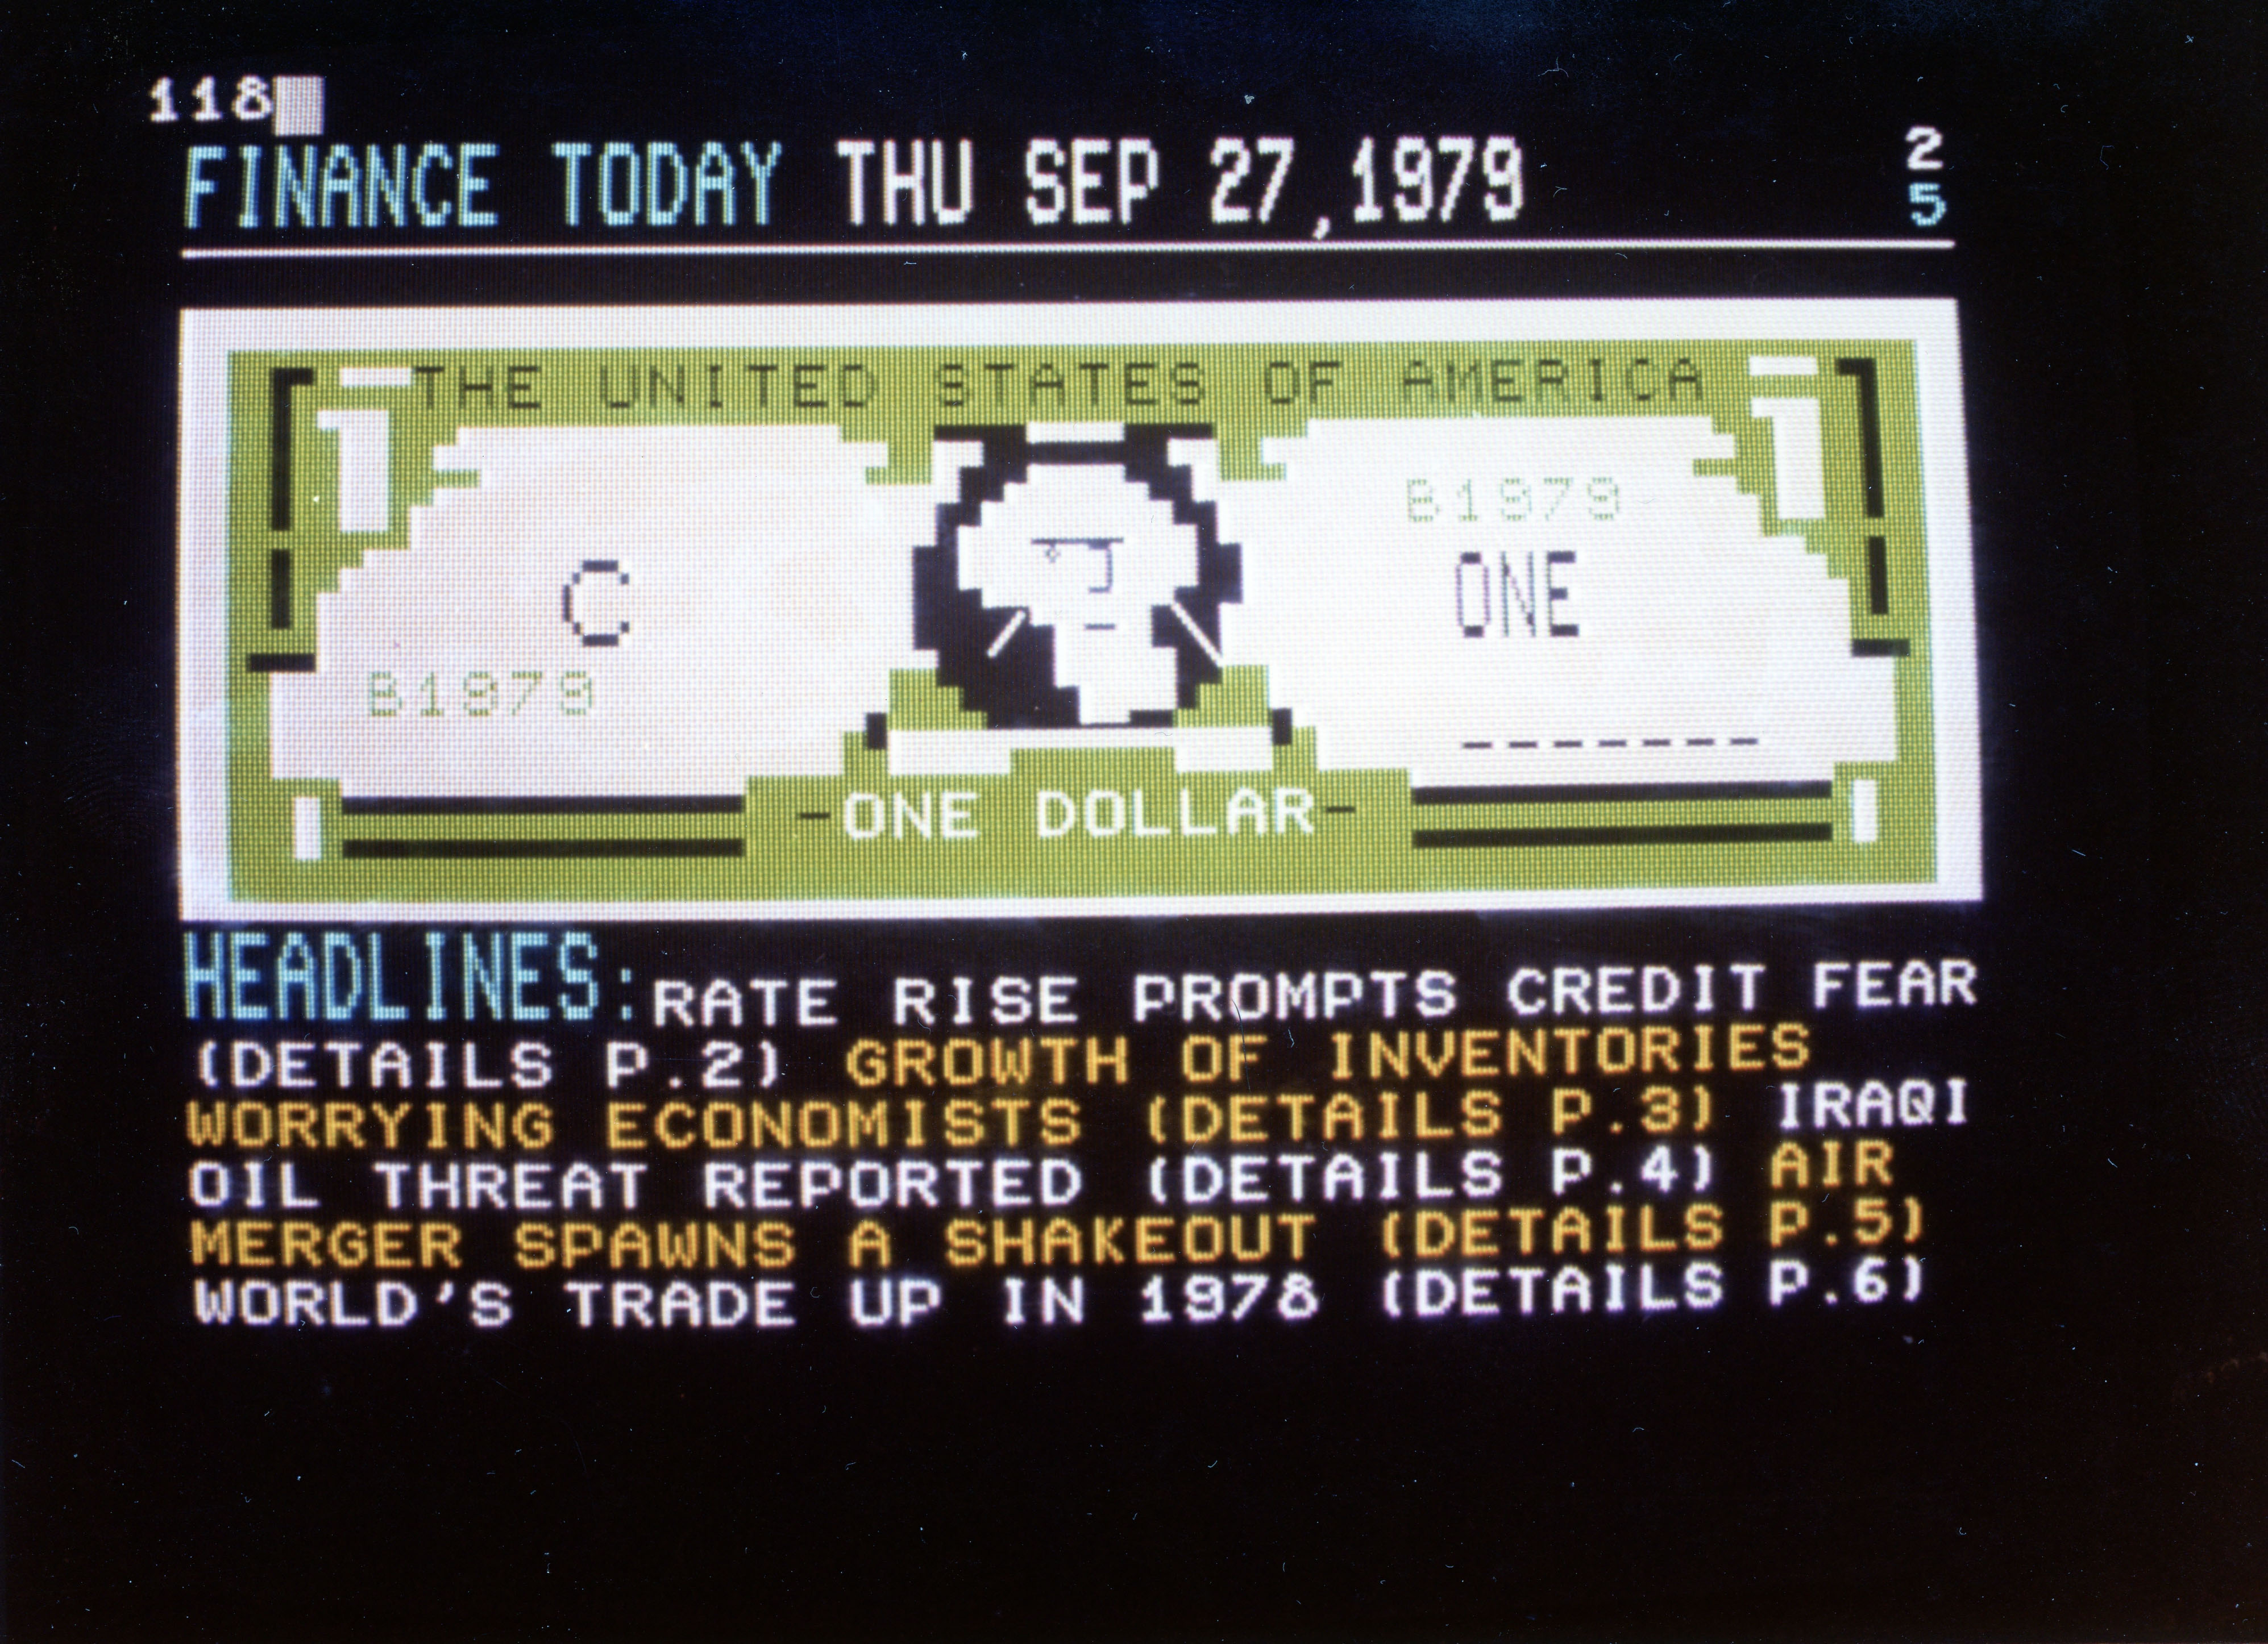 118
FINANCE TODAY THU SEP 27,1979 2
5
THE UNITED STATES OF AMERICA
B1979
C ONE
B1979
-ONE DOLLAR-
HEADLINES: RATE RISE PROMPTS CREDIT FEAR
(DETAILS P.2) GROWTH OF INVENTORIES
WORRYING ECONOMISTS (DETAILS P.3) IRAQI
OIL THREAT REPORTED (DETAILS P.4) AIR
MERGER SPAWNS A SHAKEOUT (DETAILS P.5)
WORLD'S TRADE UP IN 1978 (DETAILS P.6)